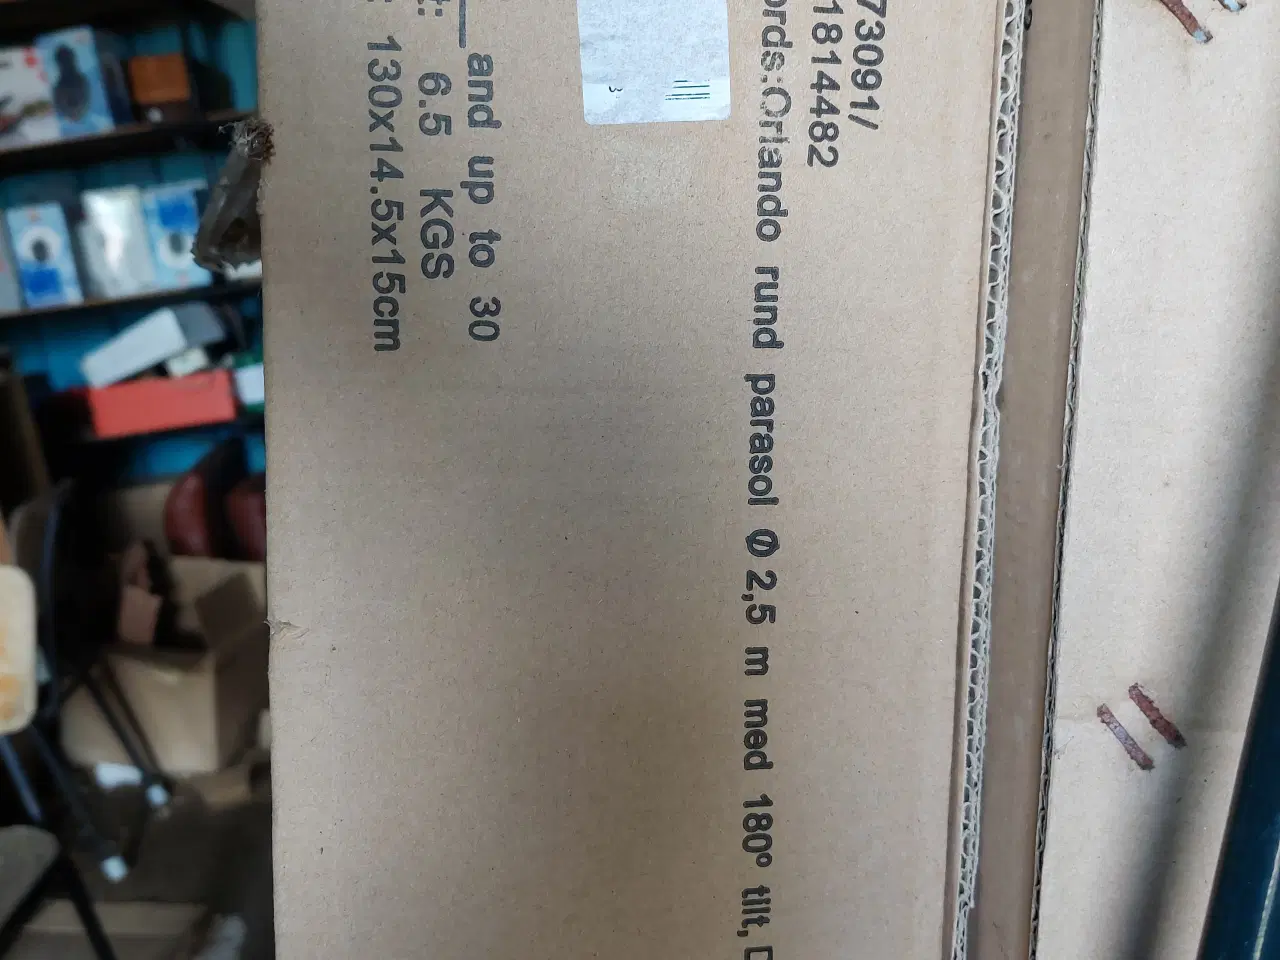 73091/
1814482
ords:Orlando rund parasol Ø 2,5 m med 180° tilt, D
and up to 30
t: 6.5 KGS
: 130x14.5x15cm
3